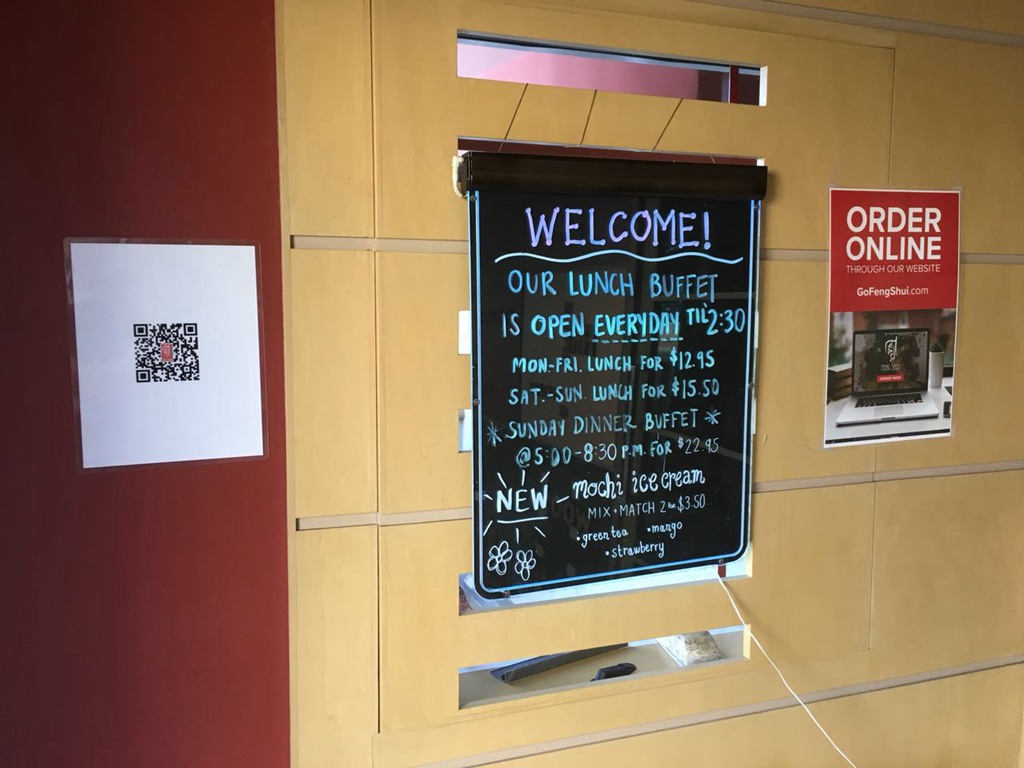 WELCOME!
OUR LUNCH BUFFET
IS OPEN EVERYDAY TIL 2:30
MON-FRI. LUNCH FOR $12.95
SAT.-SUN. LUNCH FOR $15.50
SUNDAY DINNER BUFFET
@ 5:00-8:30 P.M. FOR $22.95
NEW
mochi ice cream
MIX + MATCH 2 for $3.50
• green tea • mango
• strawberry
ORDER
ONLINE
THROUGH OUR WEBSITE
GoFengShui.com
ORDER NOW